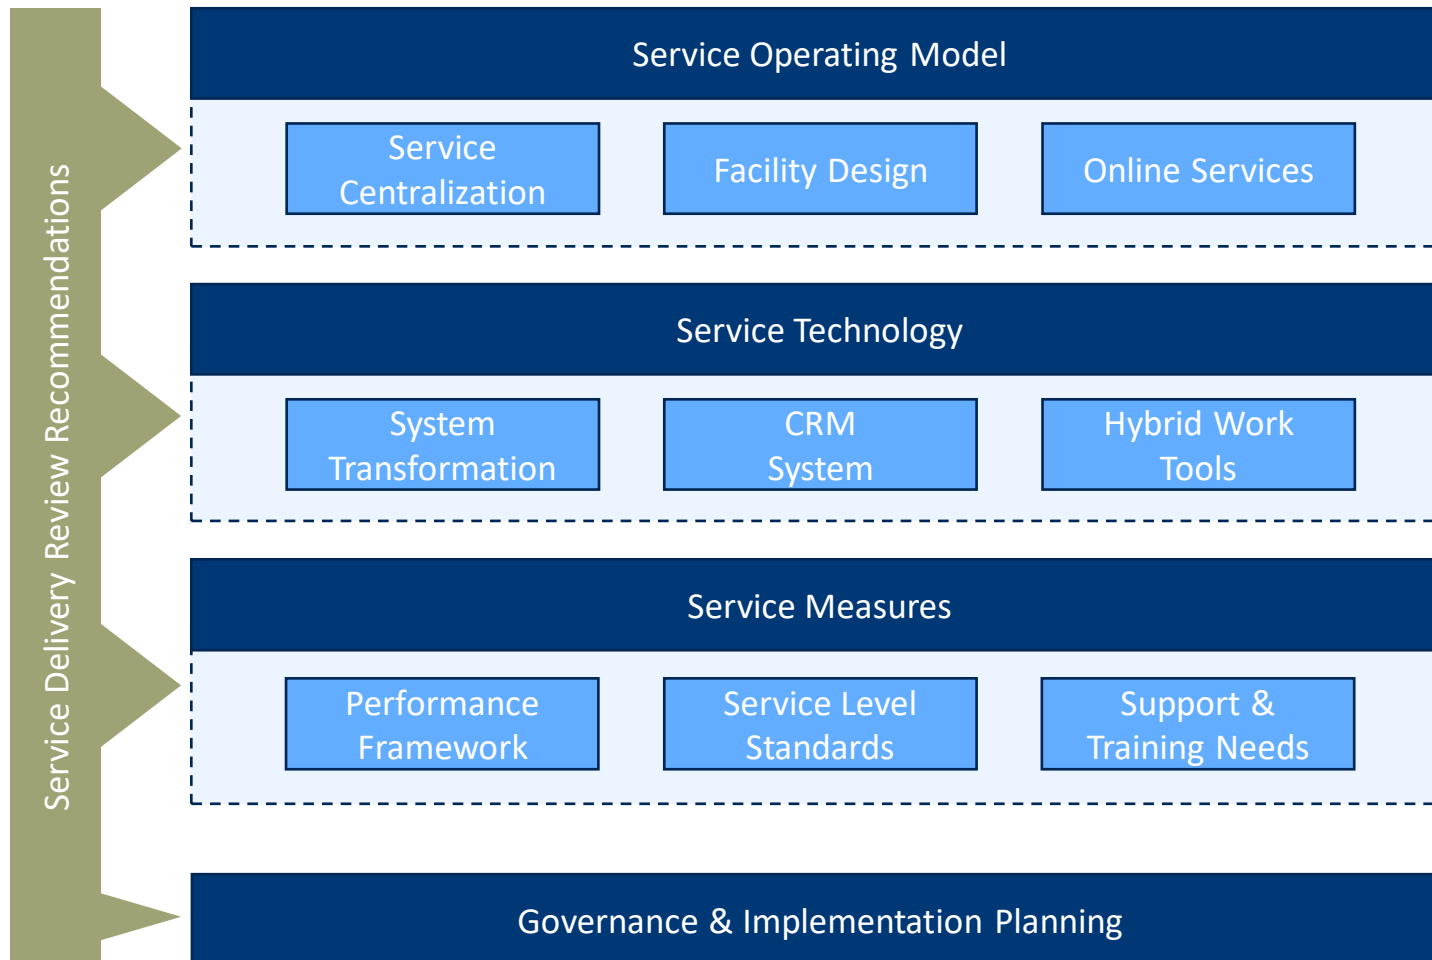 Service Delivery Review Recommendations
Service Operating Model
Service
Centralization
Facility Design
Online Services
Service Technology
System
Transformation
CRM
System
Hybrid Work
Tools
Service Measures
Performance
Framework
Service Level
Standards
Support &
Training Needs
Governance & Implementation Planning